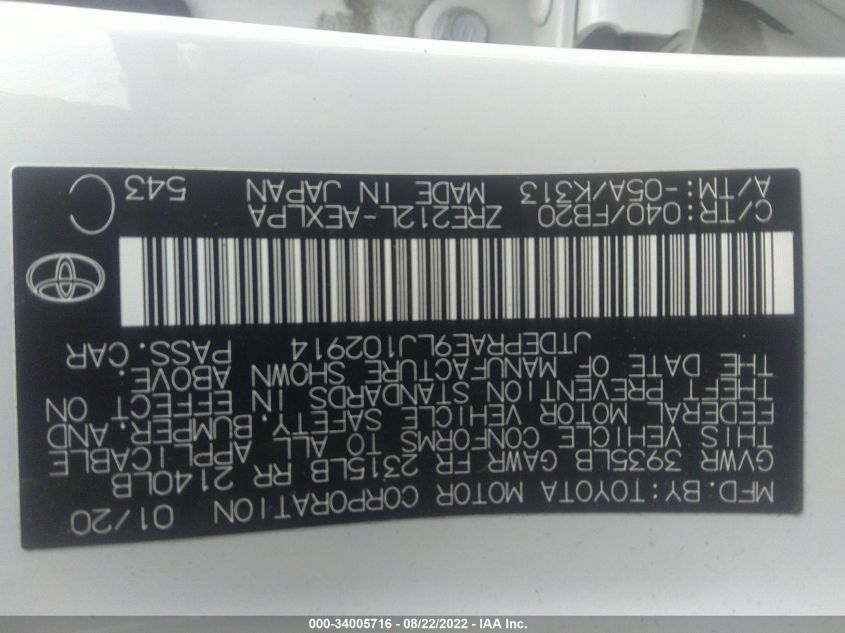 MFD. BY: TOYOTA MOTOR CORPORATION 01/20
GVWR 3935LB GAWR FR 2315LB RR 2140LB
THIS VEHICLE CONFORMS TO ALL APPLICABLE
FEDERAL MOTOR VEHICLE SAFETY, BUMPER, AND
THEFT PREVENTION STANDARDS IN EFFECT ON
THE DATE OF MANUFACTURE SHOWN ABOVE.
JTDEPRAE9LJ102914 PASS. CAR
C/TR: 040/FB20 ZRE212L-AEXLPA
A/TM: -05A/K313 MADE IN JAPAN 543 C
000-34005716 - 08/22/2022 - IAA Inc.